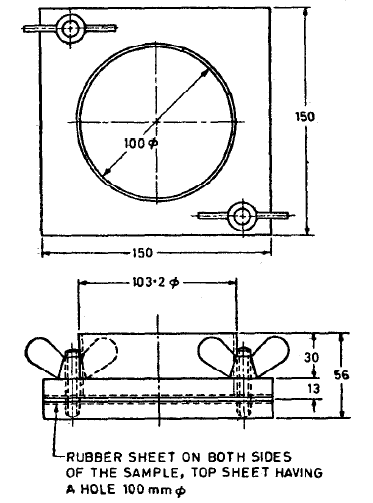 100 φ
150
150
103·2 φ
30
56
13
RUBBER SHEET ON BOTH SIDES
OF THE SAMPLE, TOP SHEET HAVING
A HOLE 100 mm φ